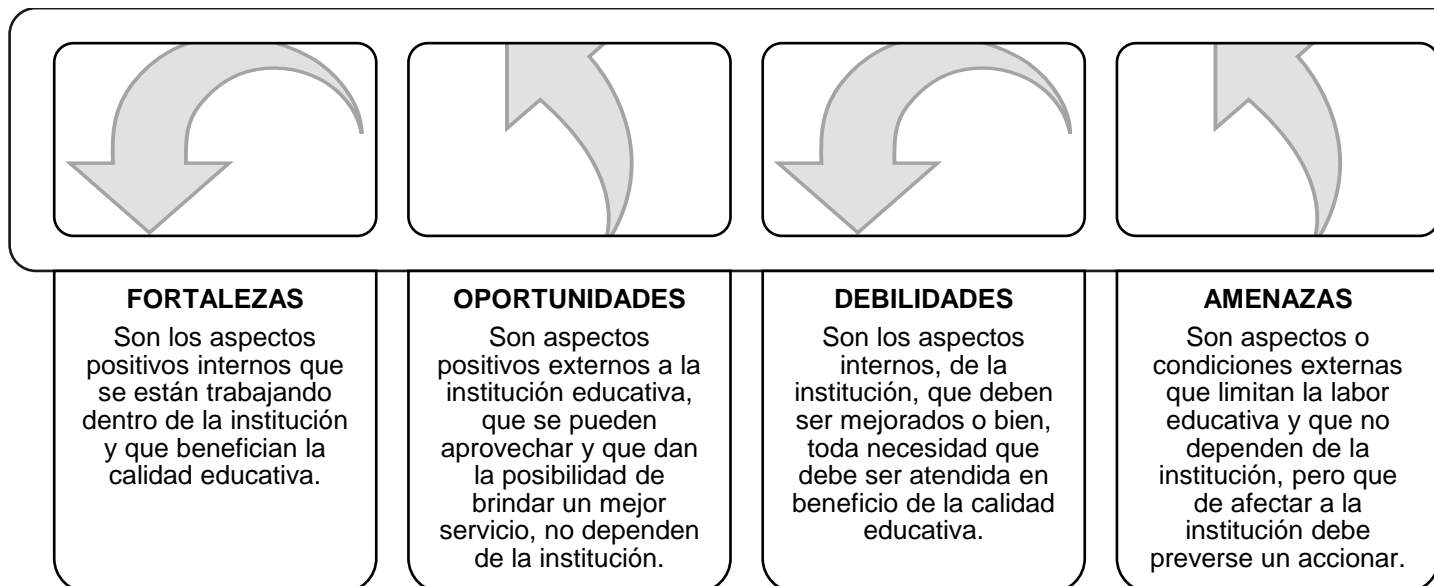 FORTALEZAS
Son los aspectos
positivos internos que
se están trabajando
dentro de la institución
y que benefician la
calidad educativa.
OPORTUNIDADES
Son aspectos
positivos externos a la
institución educativa,
que se pueden
aprovechar y que dan
la posibilidad de
brindar un mejor
servicio, no dependen
de la institución.
DEBILIDADES
Son los aspectos
internos, de la
institución, que deben
ser mejorados o bien,
toda necesidad que
debe ser atendida en
beneficio de la calidad
educativa.
AMENAZAS
Son aspectos o
condiciones externas
que limitan la labor
educativa y que no
dependen de la
institución, pero que
de afectar a la
institución debe
preverse un accionar.